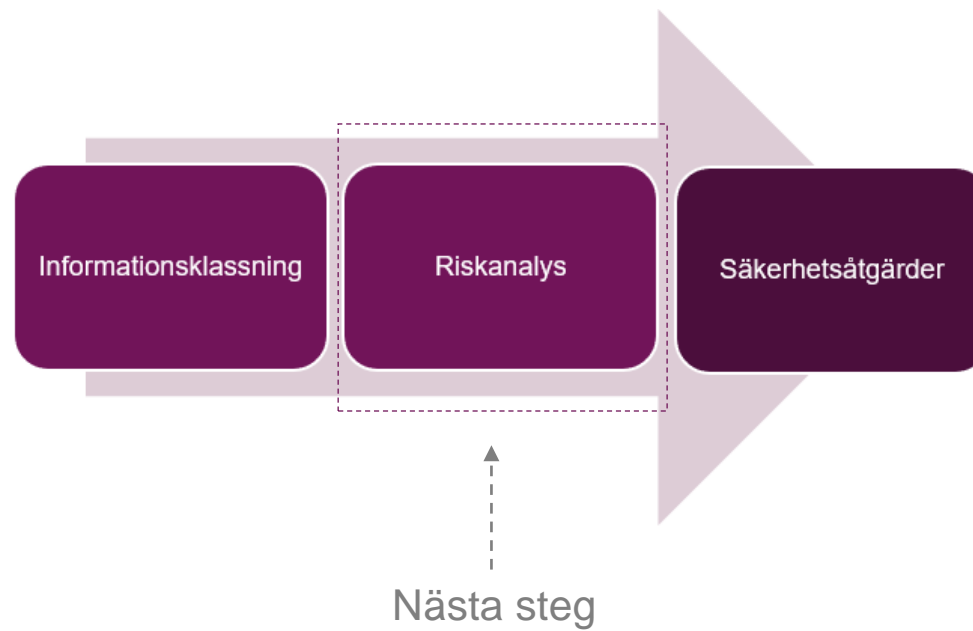 Informationsklassning
Riskanalys
Säkerhetsåtgärder
Nästa steg